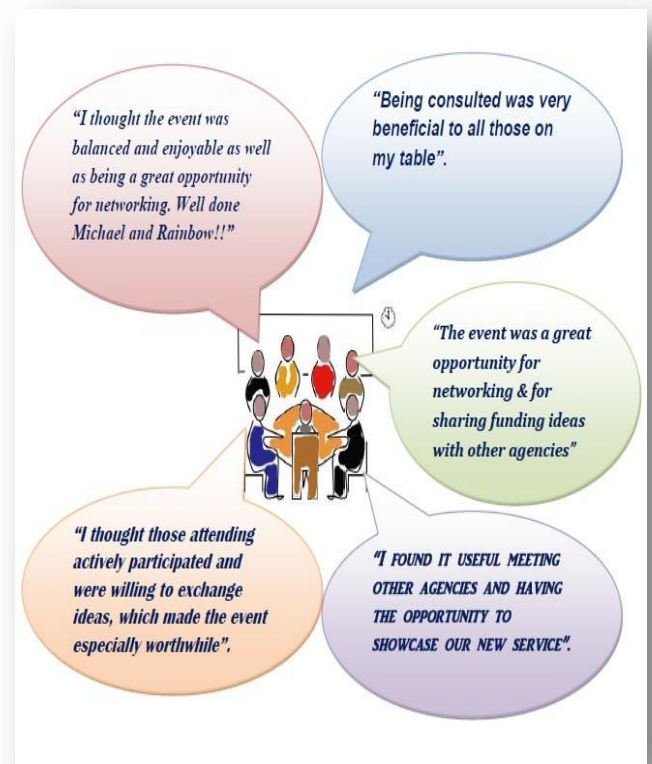 “I thought the event was
balanced and enjoyable as well
as being a great opportunity
for networking. Well done
Michael and Rainbow!!”
“Being consulted was very
beneficial to all those on
my table”.
“The event was a great
opportunity for
networking & for
sharing funding ideas
with other agencies”
“I thought those attending
actively participated and
were willing to exchange
ideas, which made the event
especially worthwhile”.
“I FOUND IT USEFUL MEETING
OTHER AGENCIES AND HAVING
THE OPPORTUNITY TO
SHOWCASE OUR NEW SERVICE”.